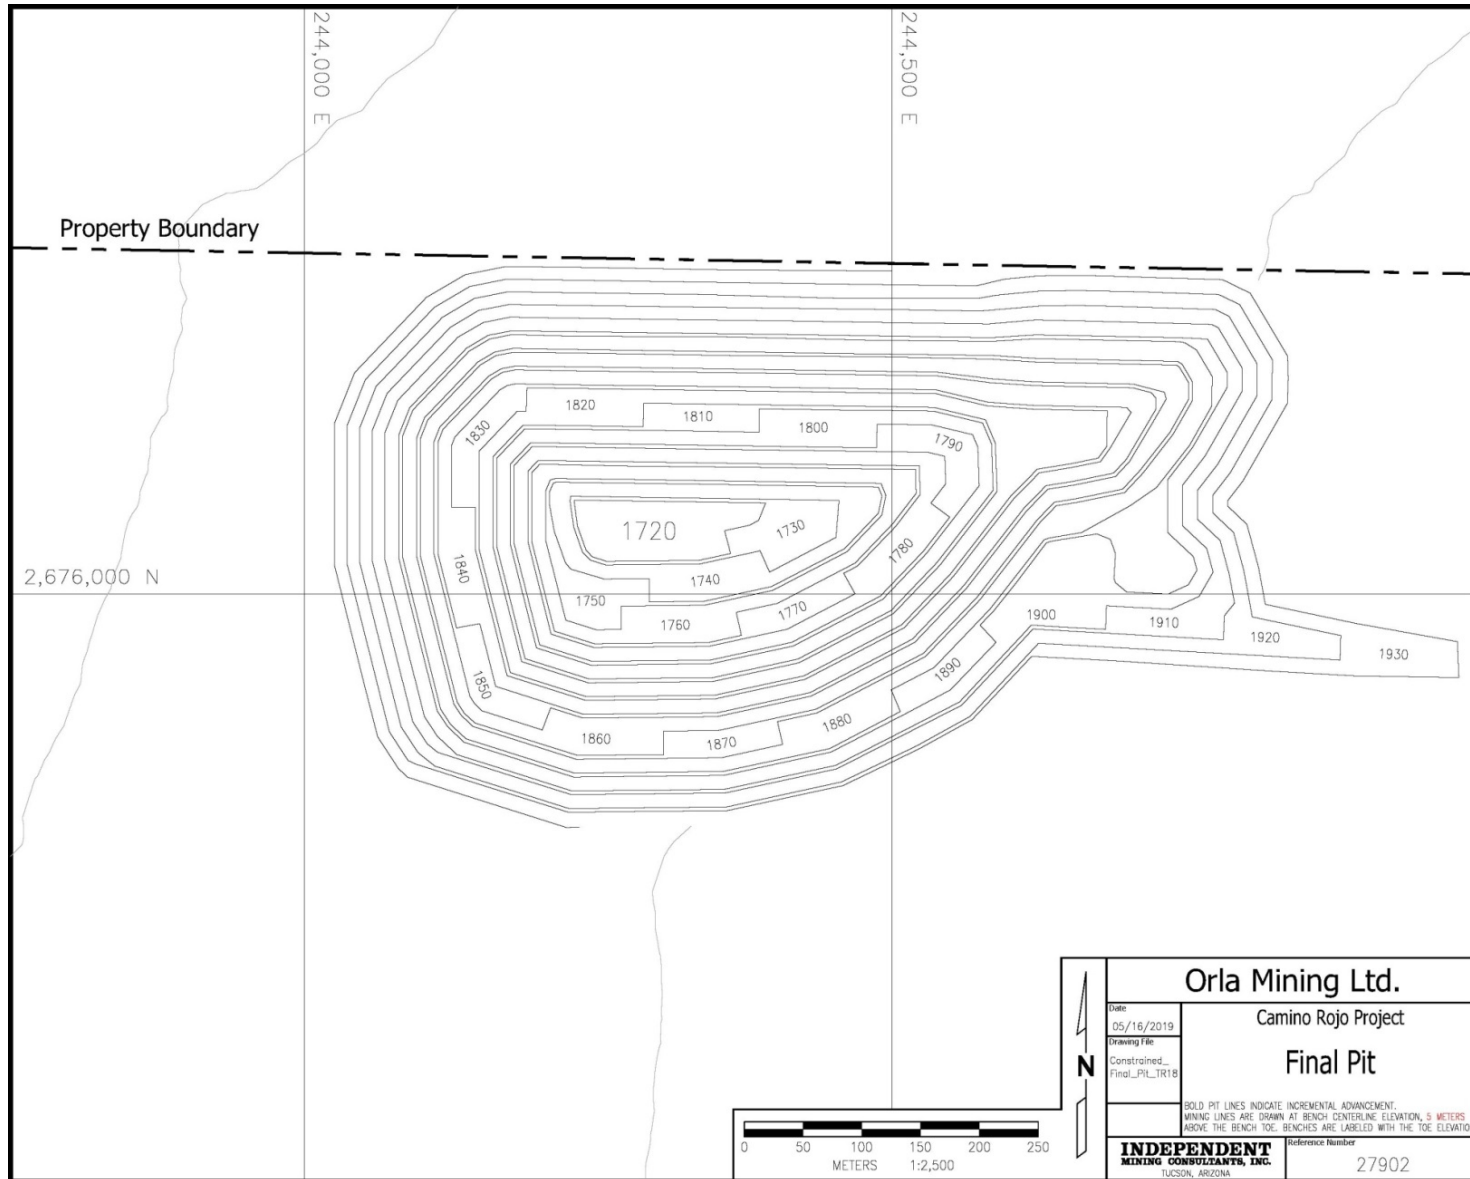 244,000 E
244,500 E
Property Boundary
1820
1810
1800
1830
1790
1720
1730
1780
2,676,000 N
1840
1740
1750
1770
1760
1900
1910
1920
1930
1890
1850
1880
1860
1870
Orla Mining Ltd.
Date
05/16/2019
Camino Rojo Project
Drawing File
Constrained_
Final_Pit_TR18
Final Pit
N
BOLD PIT LINES INDICATE INCREMENTAL ADVANCEMENT.
MINING LINES ARE DRAWN AT BENCH CENTERLINE ELEVATION, 5 METERS
ABOVE THE BENCH TOE. BENCHES ARE LABELED WITH THE TOE ELEVATIO
0 50 100 150 200 250
METERS 1:2,500
INDEPENDENT
MINING CONSULTANTS, INC.
TUCSON, ARIZONA
Reference Number
27902